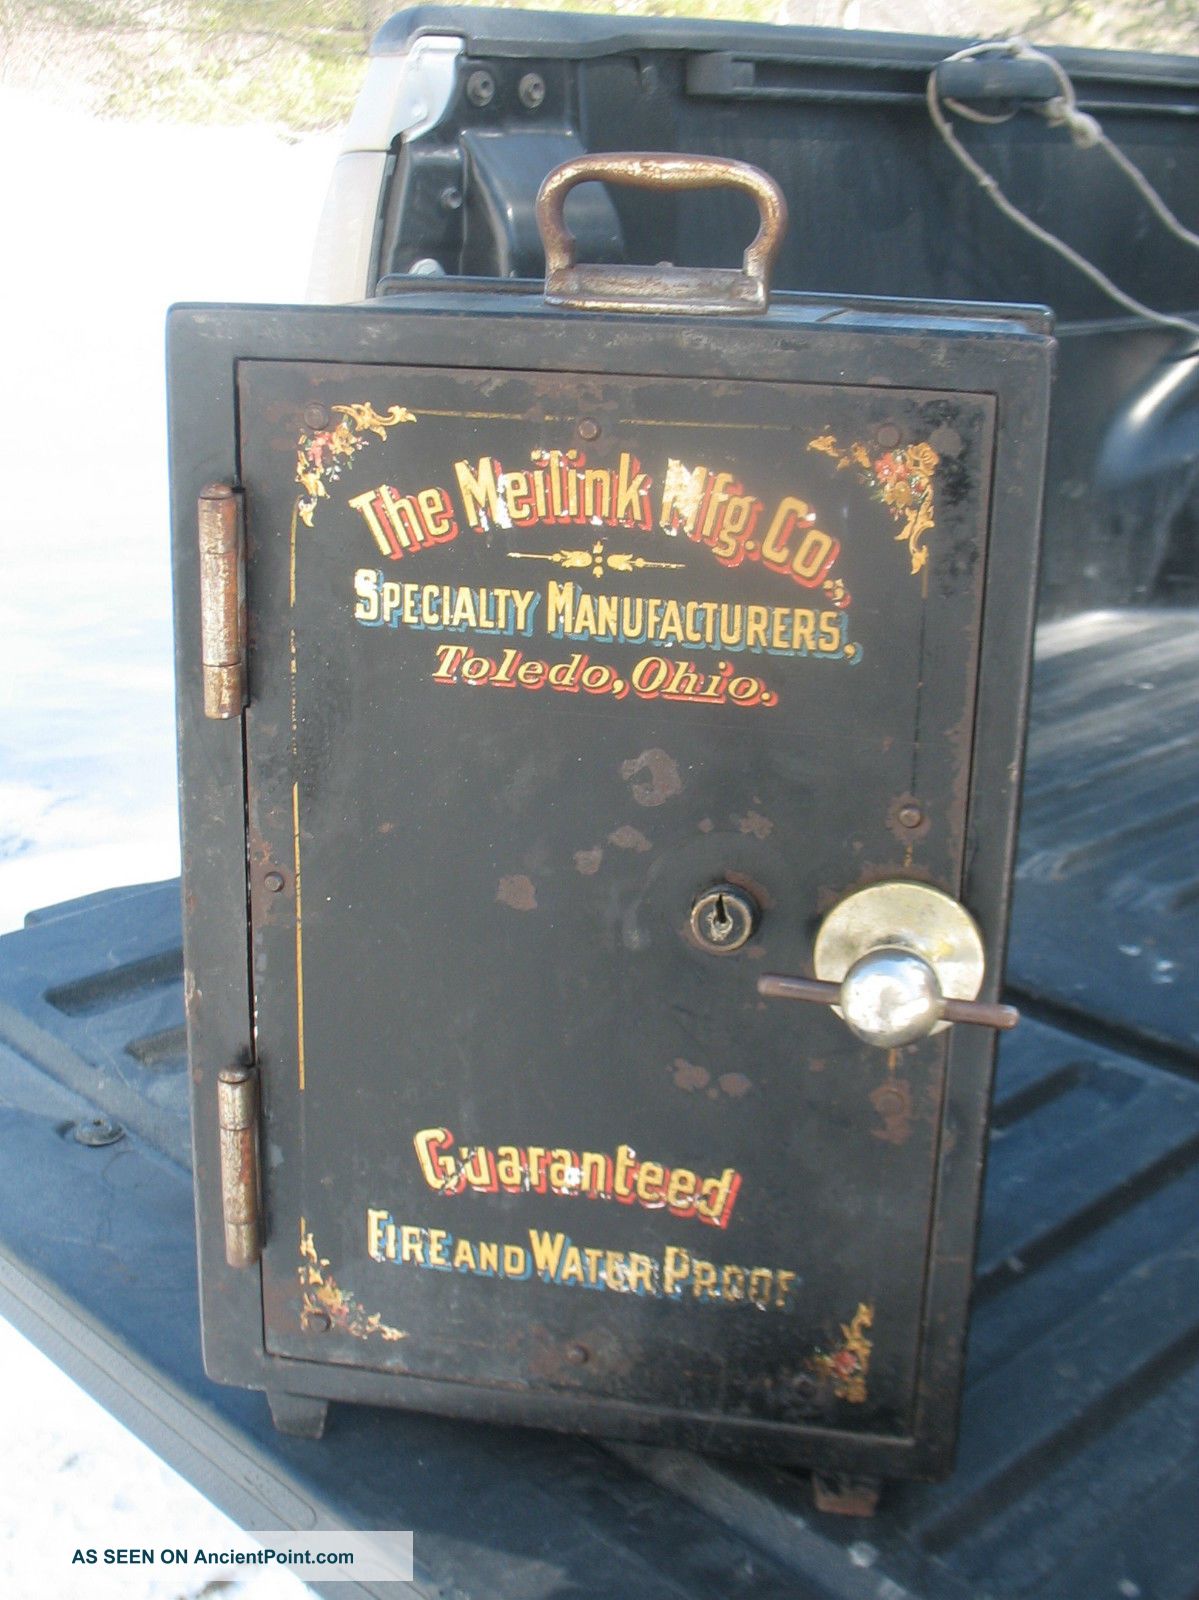 The Meilink Mfg. Co.,
SPECIALTY MANUFACTURERS,
Toledo, Ohio.
Guaranteed
FIRE AND WATER PROOF
AS SEEN ON AncientPoint.com